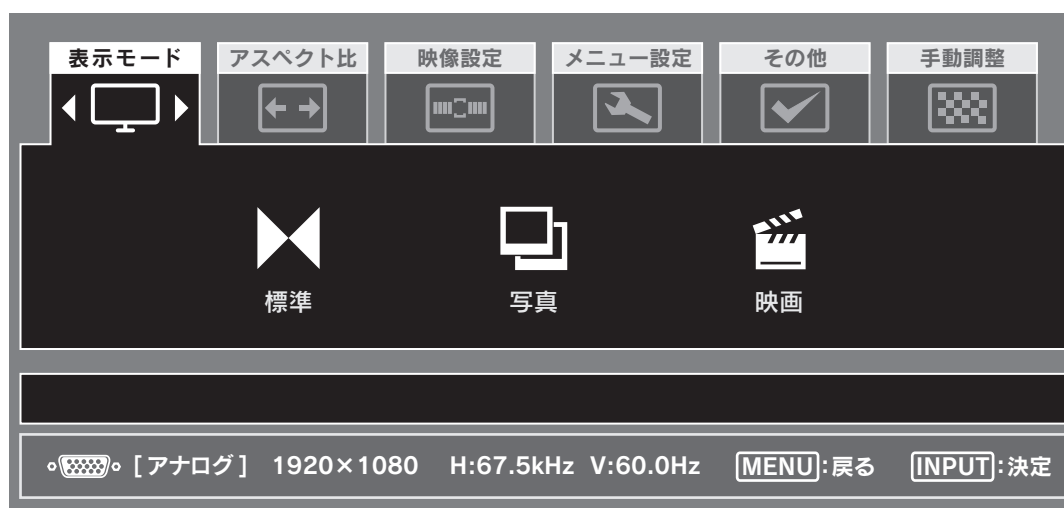 表示モード アスペクト比 映像設定 メニュー設定 その他 手動調整
標準 写真 映画
[アナログ] 1920×1080 H:67.5kHz V:60.0Hz MENU:戻る INPUT:決定